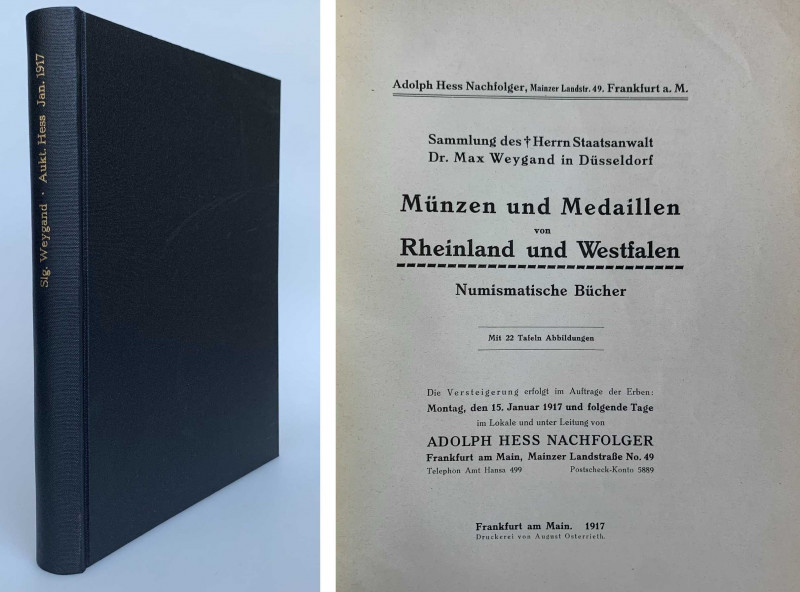 Slg. Weygand · Aukt. Hess Jan. 1917
Adolph Hess Nachfolger, Mainzer Landstr. 49. Frankfurt a. M.
Sammlung des † Herrn Staatsanwalt
Dr. Max Weygand in Düsseldorf
Münzen und Medaillen
von
Rheinland und Westfalen
Numismatische Bücher
Mit 22 Tafeln Abbildungen
Die Versteigerung erfolgt im Auftrage der Erben:
Montag, den 15. Januar 1917 und folgende Tage
im Lokale und unter Leitung von
ADOLPH HESS NACHFOLGER
Frankfurt am Main, Mainzer Landstraße No. 49
Telephon Amt Hansa 499 Postscheck-Konto 5889
Frankfurt am Main. 1917
Druckerei von August Osterrieth.